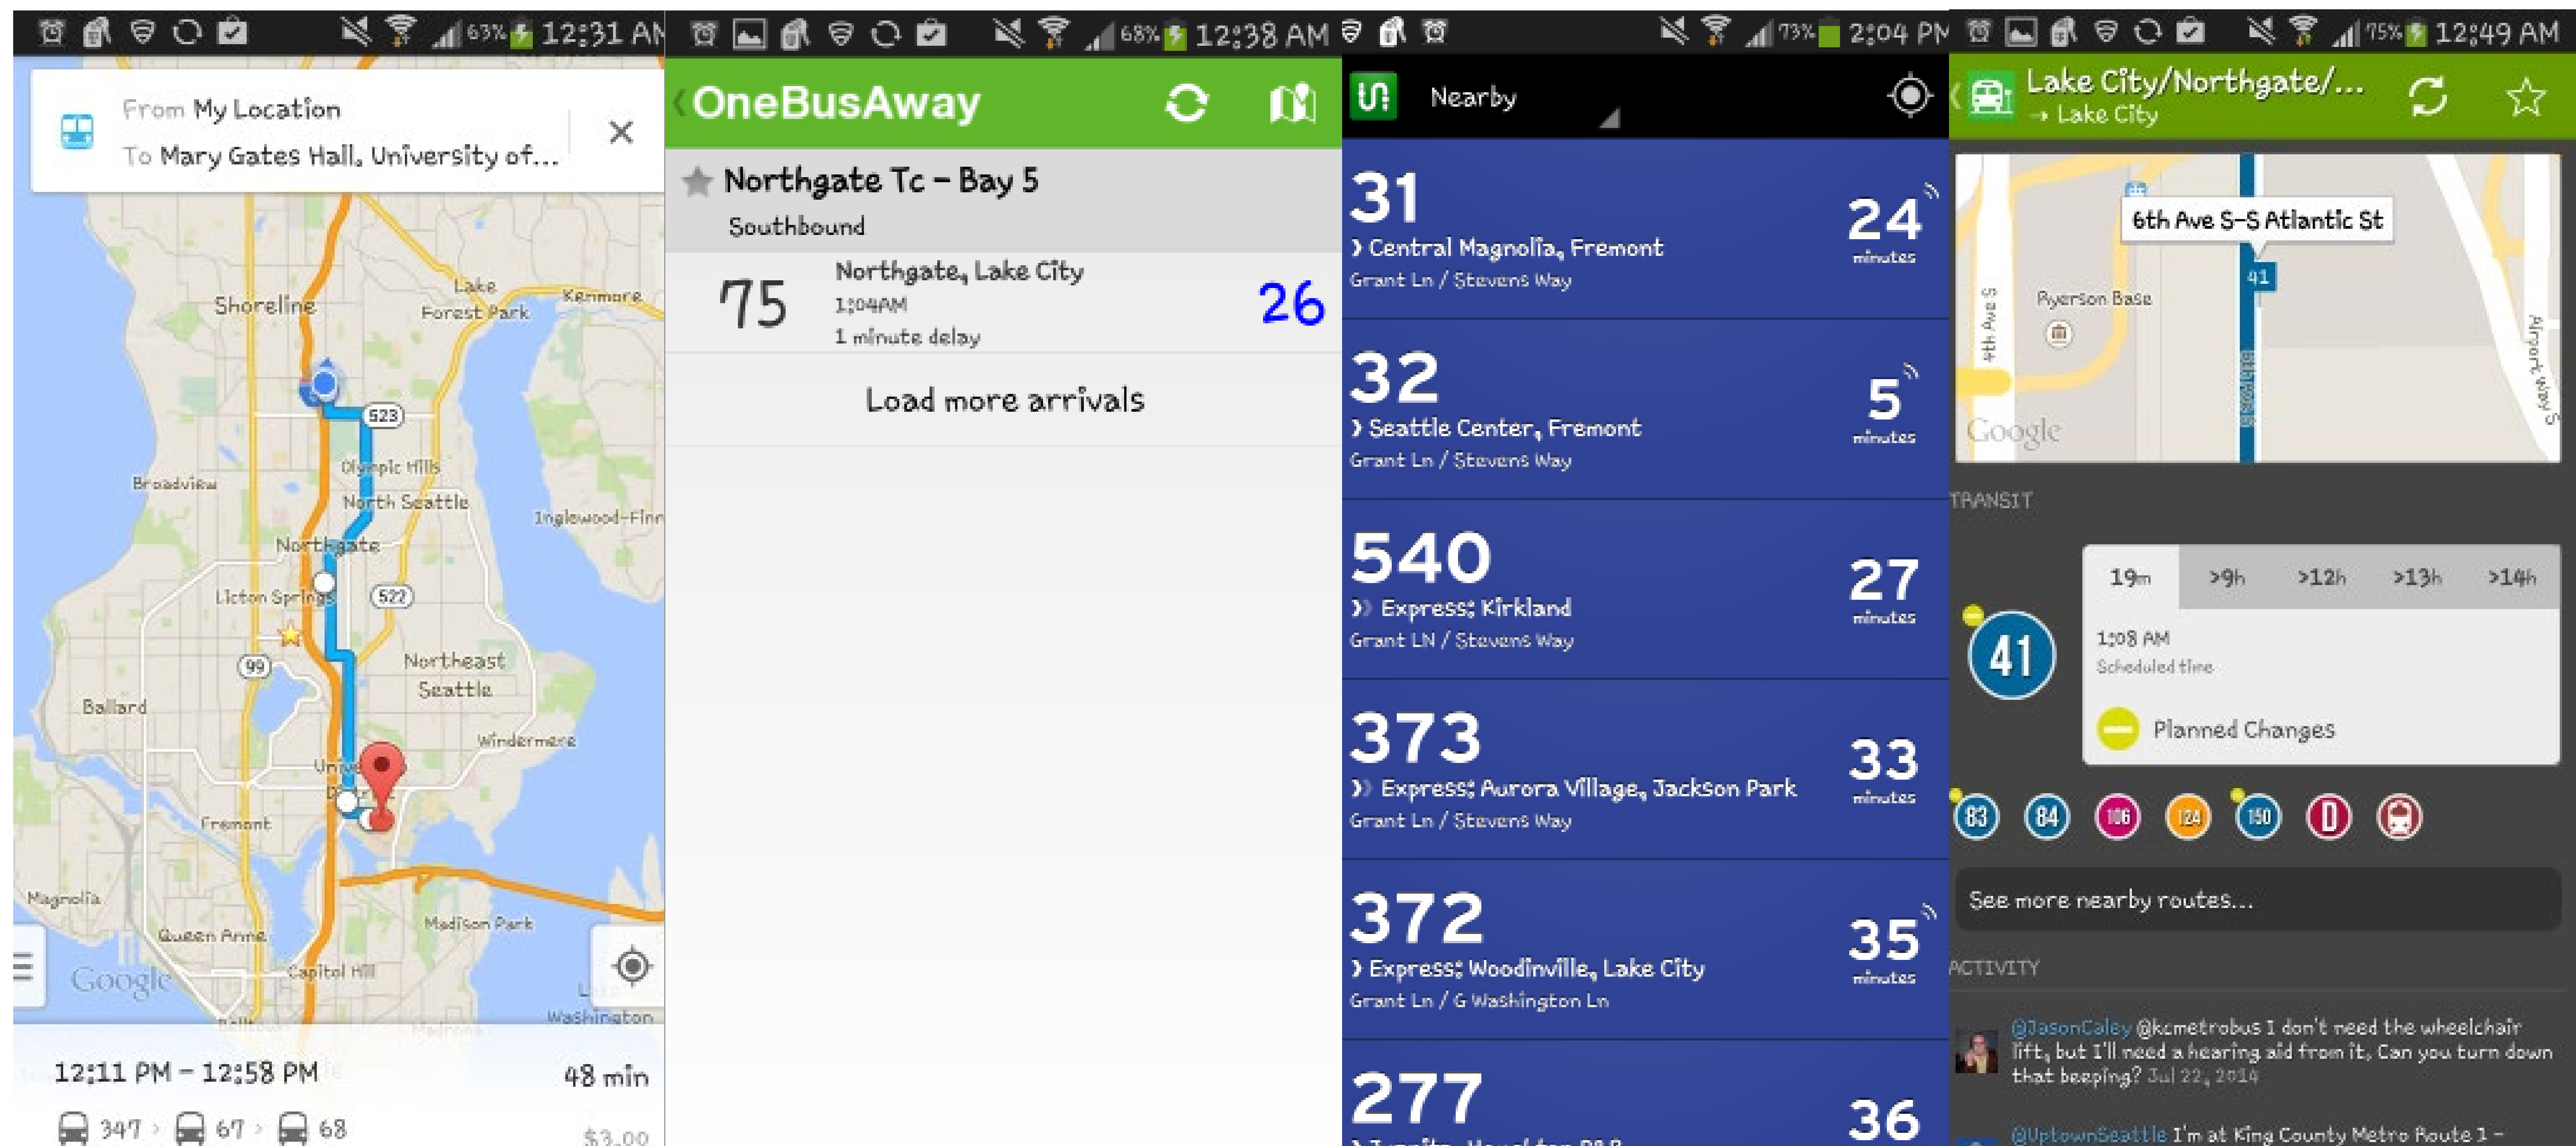 63% 12:31 AM
From My Location
To Mary Gates Hall, University of...
Shoreline
Lake
Forest Park
Kenmore
523
Olympic Hills
Broadview
North Seattle
Inglewood-Finn
Northgate
Licton Springs
522
99
Northeast
Seattle
Ballard
Windermere
Fremont
Magnolia
Madison Park
Queen Anne
Capitol Hill
Google
Washington
12:11 PM – 12:58 PM
48 min
347 › 67 › 68
$3.00
68% 12:38 AM
OneBusAway
Northgate Tc – Bay 5
Southbound
75
Northgate, Lake City
1:04AM
1 minute delay
26
Load more arrivals
73% 2:04 PM
Nearby
31
24
Central Magnolia, Fremont
minutes
Grant Ln / Stevens Way
32
5
Seattle Center, Fremont
minutes
Grant Ln / Stevens Way
540
27
Express: Kirkland
minutes
Grant LN / Stevens Way
373
33
Express: Aurora Village, Jackson Park
minutes
Grant Ln / Stevens Way
372
35
Express: Woodinville, Lake City
minutes
Grant Ln / G Washington Ln
277
36
75% 12:49 AM
Lake City/Northgate/...
→ Lake City
6th Ave S-S Atlantic St
41
Ryerson Base
4th Ave S
Airport Way S
Google
TRANSIT
19m >9h >12h >13h >14h
41
1:08 AM
Scheduled time
Planned Changes
83 84 106 124 150 D
See more nearby routes...
ACTIVITY
@JasonCaley @kcmetrobus I don't need the wheelchair
lift, but I'll need a hearing aid from it. Can you turn down
that beeping? Jul 22, 2014
@UptownSeattle I'm at King County Metro Route 1 –